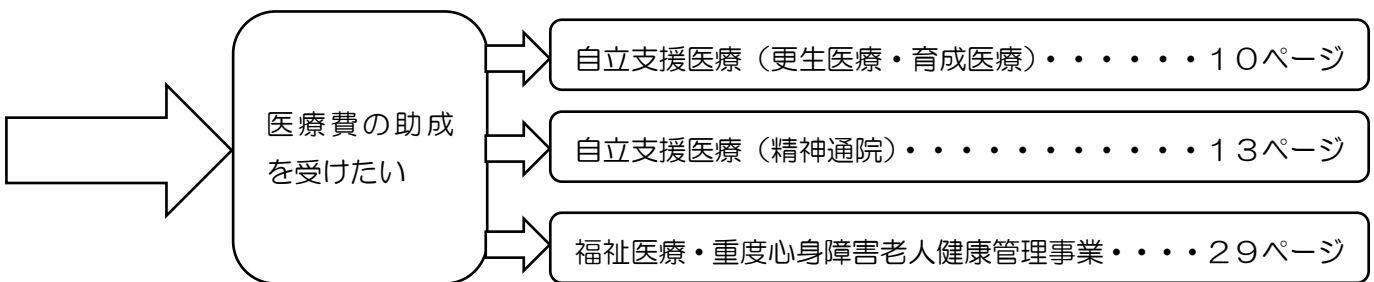 医療費の助成
を受けたい
自立支援医療（更生医療・育成医療）・・・・・・１０ページ
自立支援医療（精神通院）・・・・・・・・・・・１３ページ
福祉医療・重度心身障害老人健康管理事業・・・・２９ページ